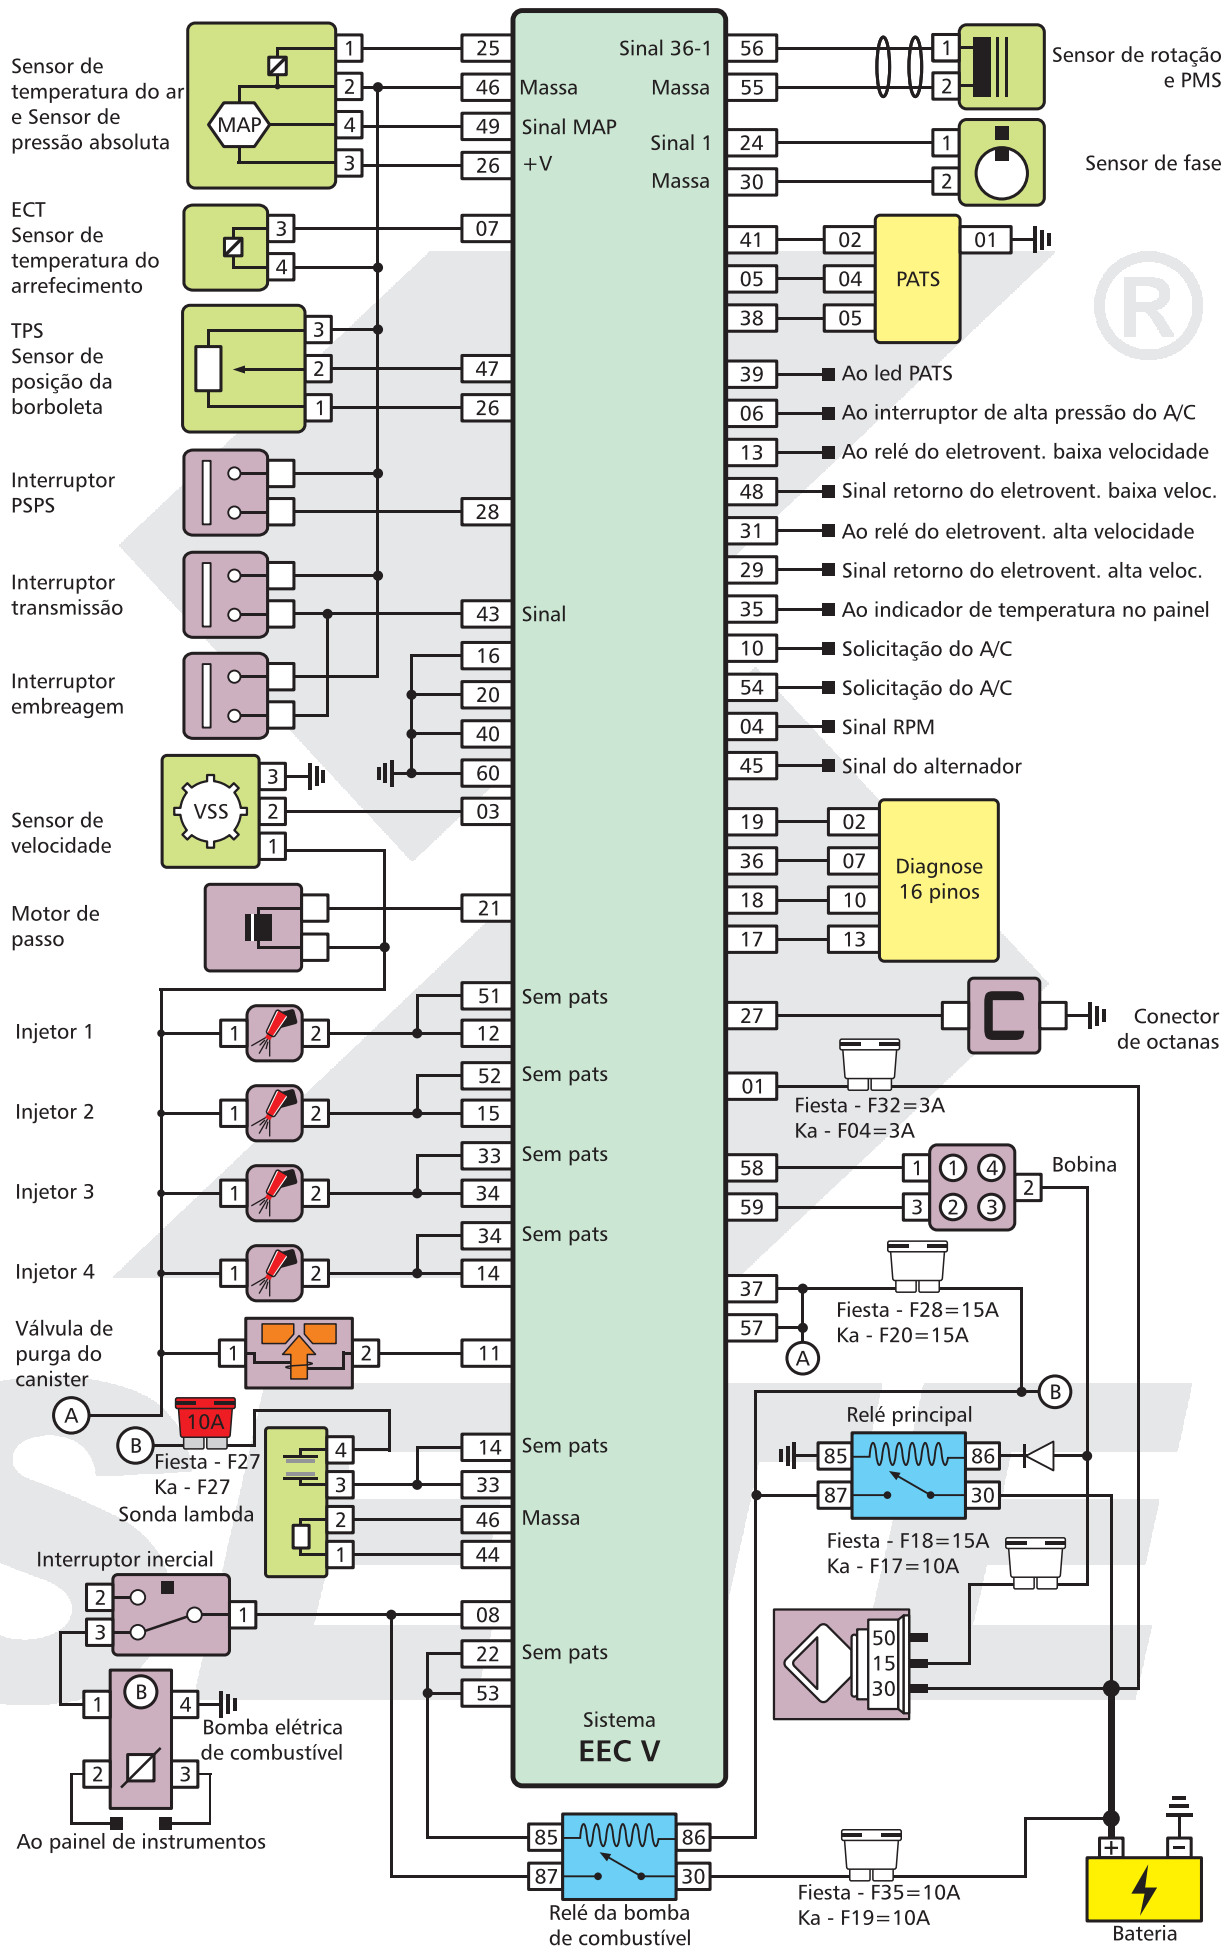 Sensor de
temperatura do ar
e Sensor de
pressão absoluta
MAP
1
2
4
3
25
46 Massa
49 Sinal MAP
26 +V
ECT
Sensor de
temperatura do
arrefecimento
3
4
07
TPS
Sensor de
posição da
borboleta
3
2
1
47
26
Interruptor
PSPS
28
Interruptor
transmissão
43 Sinal
Interruptor
embreagem
16
20
40
60
Sensor de
velocidade
VSS
3
2
1
03
Motor de
passo
21
Injetor 1
1 2
51 Sem pats
12
Injetor 2
1 2
52 Sem pats
15
Injetor 3
1 2
33 Sem pats
34
Injetor 4
1 2
34 Sem pats
14
Válvula de
purga do
canister
1 2
11
A
B
10A
Fiesta - F27
Ka - F27
Sonda lambda
4
3
2
1
14 Sem pats
33
46 Massa
44
Interruptor inercial
2
3
1
08
22 Sem pats
53
B
1 4
2 3
Bomba elétrica
de combustível
Ao painel de instrumentos
Sistema
EEC V
Sinal 36-1 56
Massa 55
1
2
Sensor de rotação
e PMS
Sinal 1 24
Massa 30
1
2
Sensor de fase
41 02
05 04
38 05
PATS
01
®
39 Ao led PATS
06 Ao interruptor de alta pressão do A/C
13 Ao relé do eletrovent. baixa velocidade
48 Sinal retorno do eletrovent. baixa veloc.
31 Ao relé do eletrovent. alta velocidade
29 Sinal retorno do eletrovent. alta veloc.
35 Ao indicador de temperatura no painel
10 Solicitação do A/C
54 Solicitação do A/C
04 Sinal RPM
45 Sinal do alternador
19 02
36 07
18 10
17 13
Diagnose
16 pinos
27
Conector
de octanas
01
Fiesta - F32=3A
Ka - F04=3A
58 1
59 3
1 4
2 3
2
Bobina
37
57
Fiesta - F28=15A
Ka - F20=15A
A
B
Relé principal
85 86
87 30
Fiesta - F18=15A
Ka - F17=10A
50
15
30
85 86
87 30
Relé da bomba
de combustível
Fiesta - F35=10A
Ka - F19=10A
+ -
Bateria